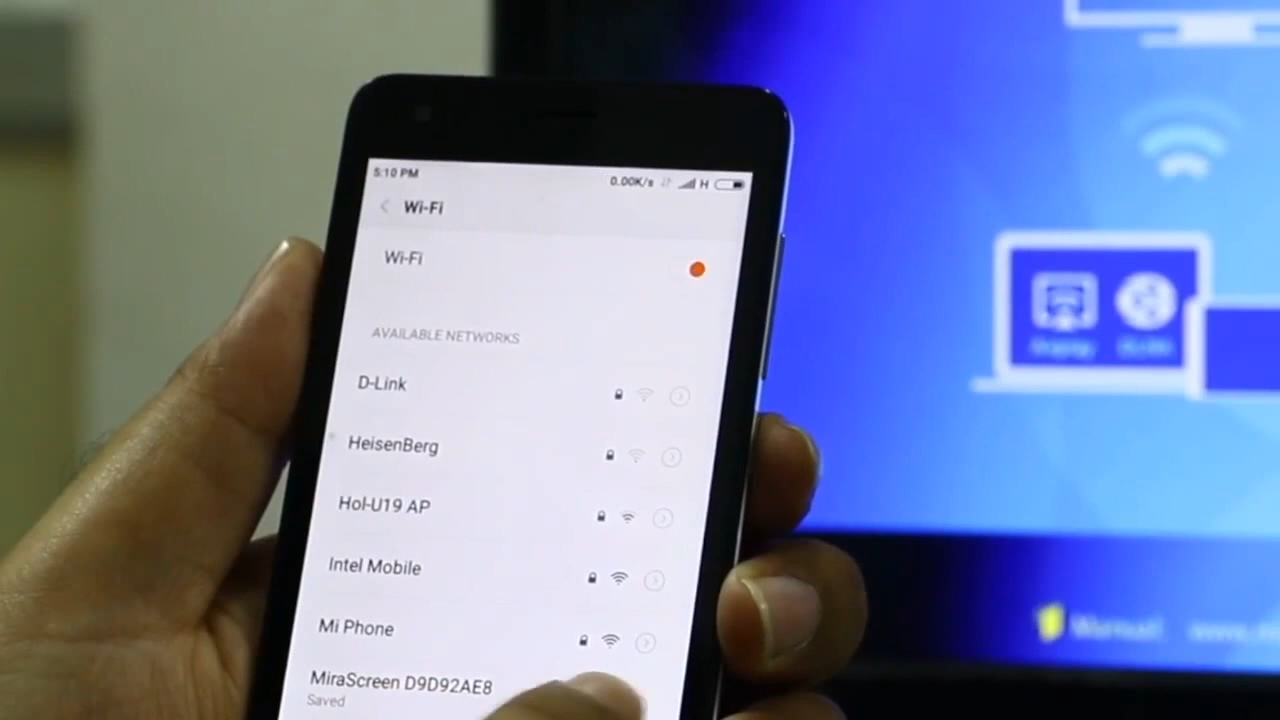 5:10 PM 0.00K/s H
Wi-Fi
Wi-Fi
AVAILABLE NETWORKS
D-Link
HeisenBerg
Hol-U19 AP
Intel Mobile
Mi Phone
MiraScreen D9D92AE8
Saved
Manual